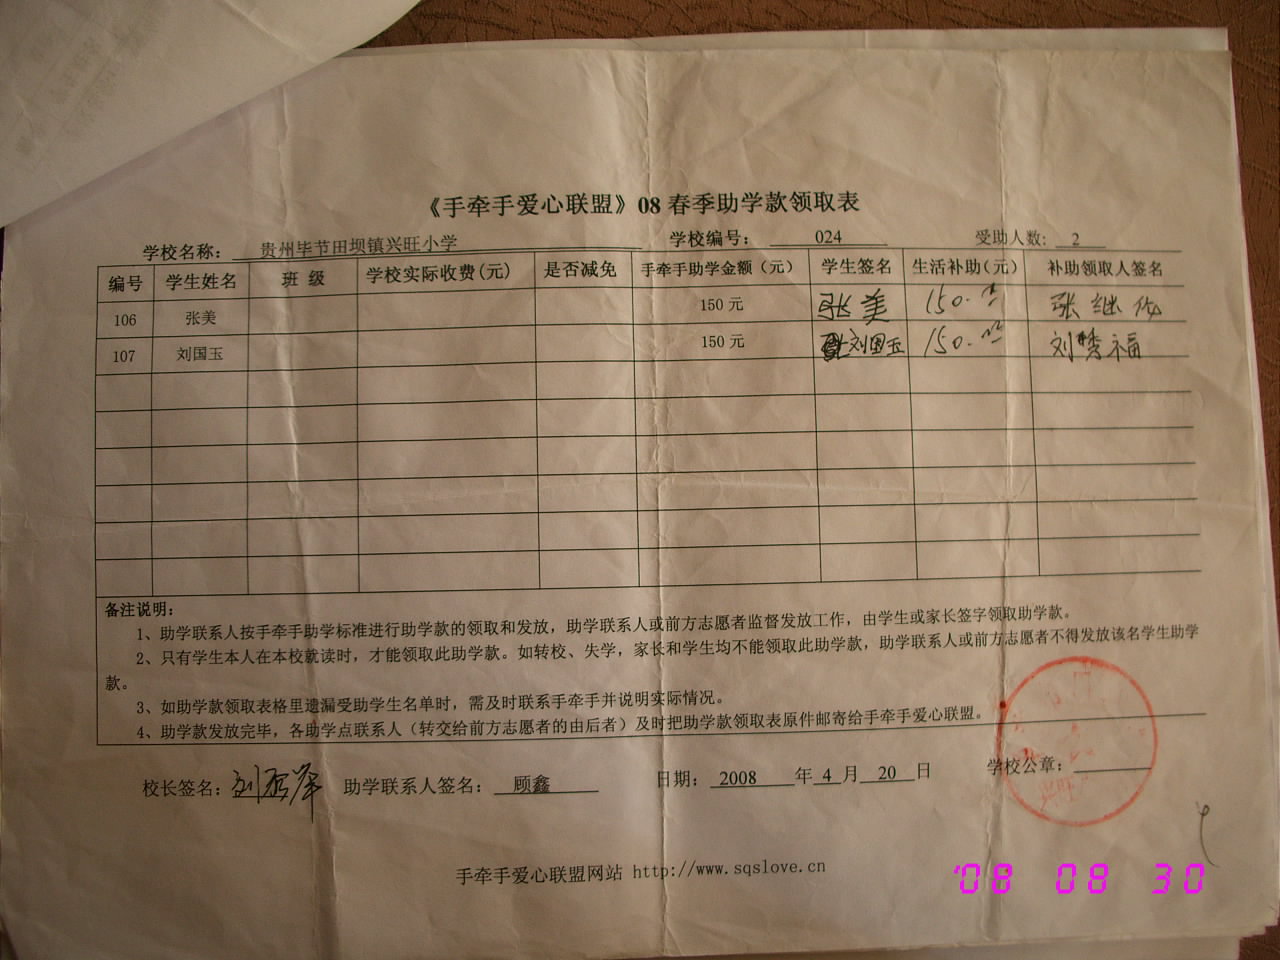 《手牵手爱心联盟》08 春季助学款领取表
学校名称： 贵州毕节田坝镇兴旺小学 学校编号： 024 受助人数： 2
编号 学生姓名 班 级 学校实际收费(元) 是否减免 手牵手助学金额（元） 学生签名 生活补助(元) 补助领取人签名
106 张美 150 元 张美 150.00 张继
107 刘国玉 150 元 刘国玉 150.00 刘秀福
备注说明：
1、助学联系人按手牵手助学标准进行助学款的领取和发放，助学联系人或前方志愿者监督发放工作，由学生或家长签字领取助学款。
2、只有学生本人在本校就读时，才能领取此助学款。如转校、失学，家长和学生均不能领取此助学款，助学联系人或前方志愿者不得发放该名学生助学
款。
3、如助学款领取表格里遗漏受助学生名单时，需及时联系手牵手并说明实际情况。
4、助学款发放完毕，各助学点联系人（转交给前方志愿者的由后者）及时把助学款领取表原件邮寄给手牵手爱心联盟。
校长签名： 刘 助学联系人签名： 顾鑫 日期： 2008 年 4 月 20 日 学校公章：
手牵手爱心联盟网站 http://www.sqslove.cn
'08 08 30